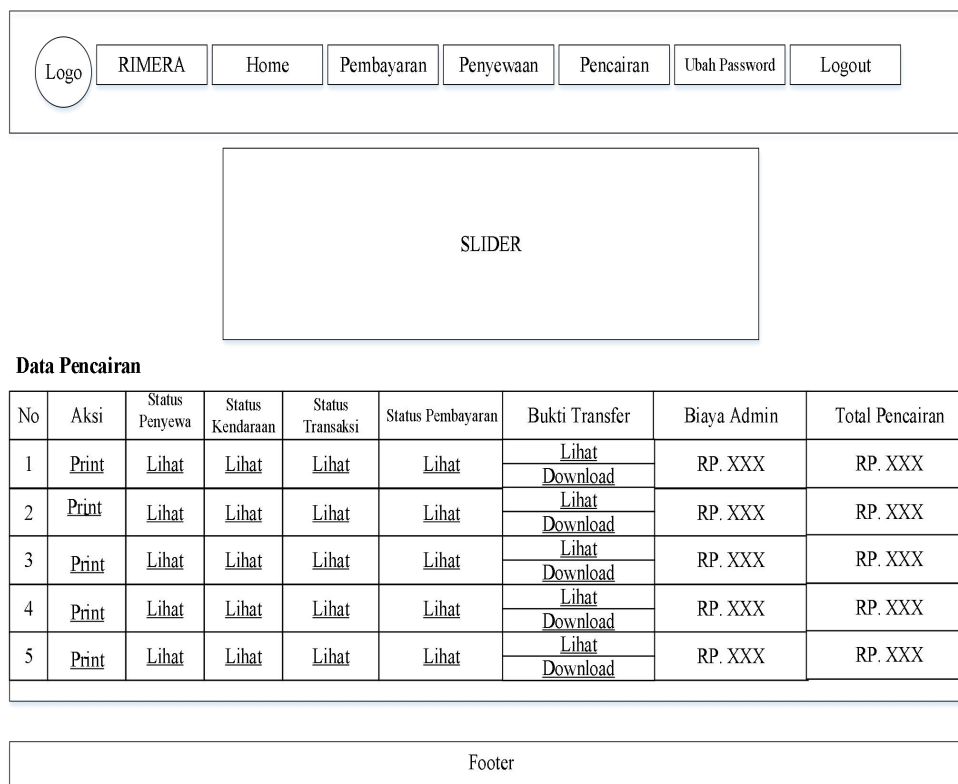 Logo RIMERA Home Pembayaran Penyewaan Pencairan Ubah Password Logout
SLIDER
Data Pencairan
No Aksi Status Penyewa Status Kendaraan Status Transaksi Status Pembayaran Bukti Transfer Biaya Admin Total Pencairan
1 Print Lihat Lihat Lihat Lihat Lihat Download RP. XXX RP. XXX
2 Print Lihat Lihat Lihat Lihat Lihat Download RP. XXX RP. XXX
3 Print Lihat Lihat Lihat Lihat Lihat Download RP. XXX RP. XXX
4 Print Lihat Lihat Lihat Lihat Lihat Download RP. XXX RP. XXX
5 Print Lihat Lihat Lihat Lihat Lihat Download RP. XXX RP. XXX
Footer